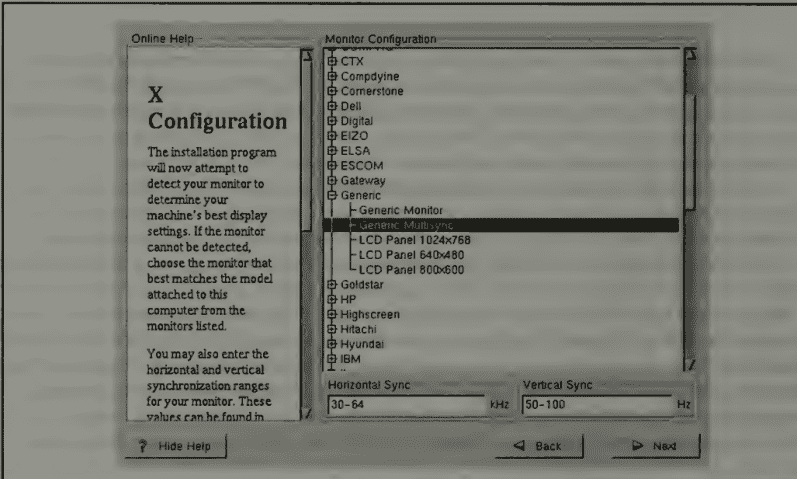 Online Help
X
Configuration
The installation program
will now attempt to
detect your monitor to
determine your
machine's best display
settings. If the monitor
cannot be detected,
choose the monitor that
best matches the model
attached to this
computer from the
monitors listed.
You may also enter the
horizontal and vertical
synchronization ranges
for your monitor. These
values can be found in
Monitor Configuration
CTX
Compdyine
Cornerstone
Dell
Digital
EIZO
ELSA
ESCOM
Gateway
Generic
Generic Monitor
Generic Multisync
LCD Panel 1024x768
LCD Panel 640x480
LCD Panel 800x600
Goldstar
HP
Highscreen
Hitachi
Hyundai
IBM
Horizontal Sync
30-64 kHz
Vertical Sync
50-100 Hz
? Hide Help
Back
Next